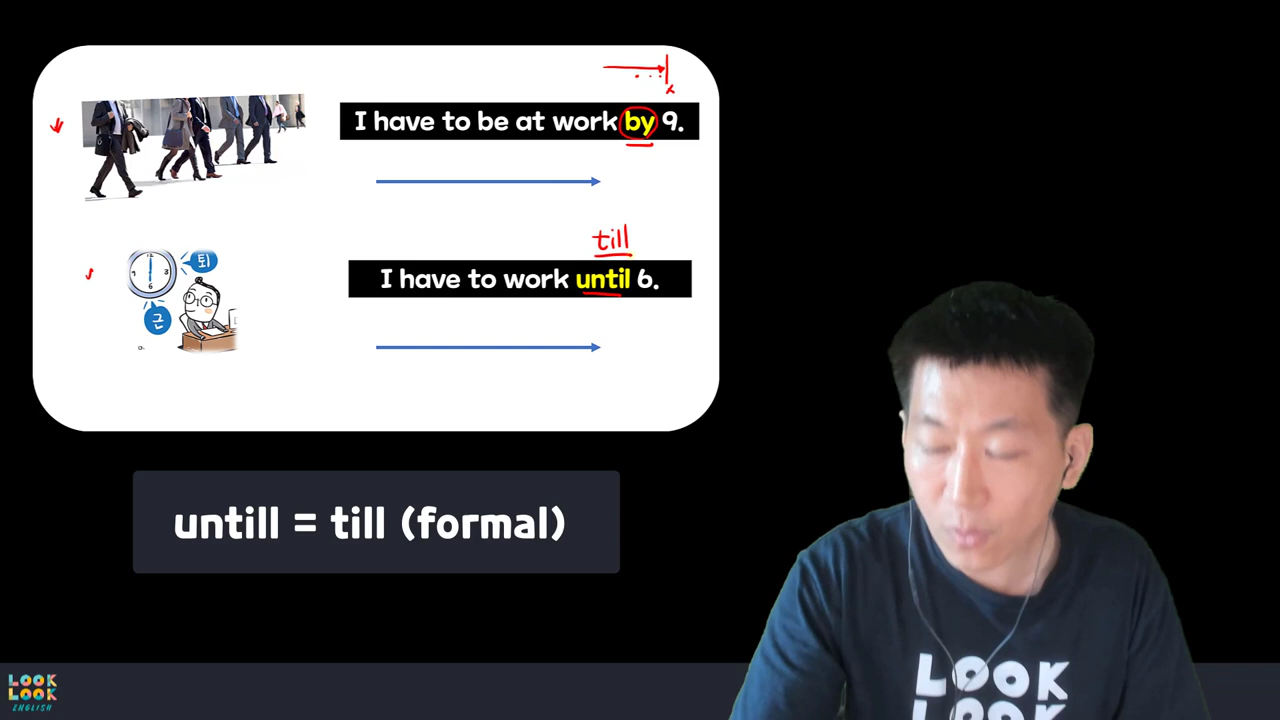 I have to be at work by 9.
till
퇴
근
I have to work until 6.
untill = till (formal)
LOOK
LOOK
ENGLISH
LOOK
LOOK